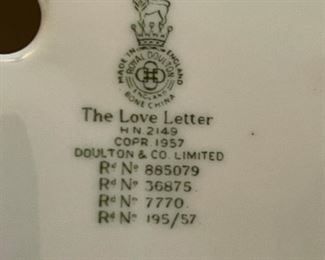 MADE IN ENGLAND
ROYAL DOULTON
ENGLAND
BONE CHINA
The Love Letter
H N. 2149
COPR. 1957
DOULTON & CO. LIMITED
Rd No 885079
Rd No 36875.
Rd No 7770.
Rd No 195/57.